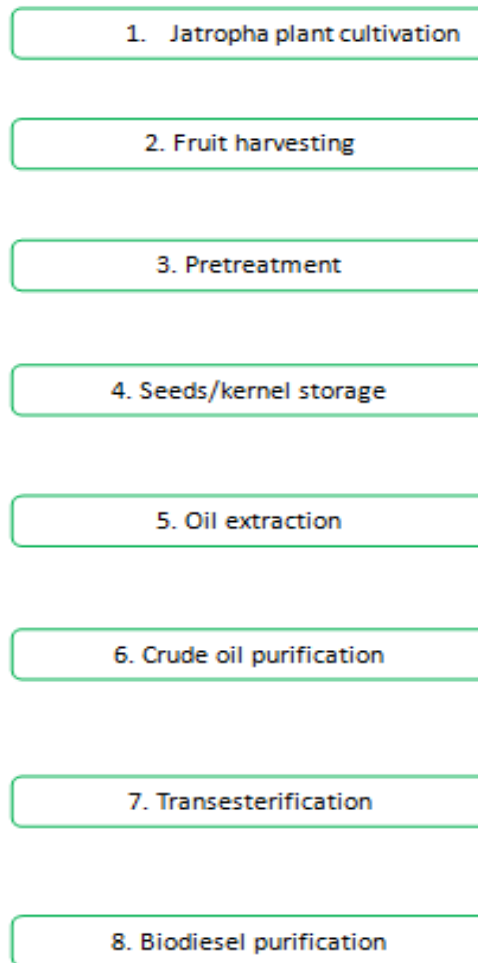 1. Jatropha plant cultivation
2. Fruit harvesting
3. Pretreatment
4. Seeds/kernel storage
5. Oil extraction
6. Crude oil purification
7. Transesterification
8. Biodiesel purification